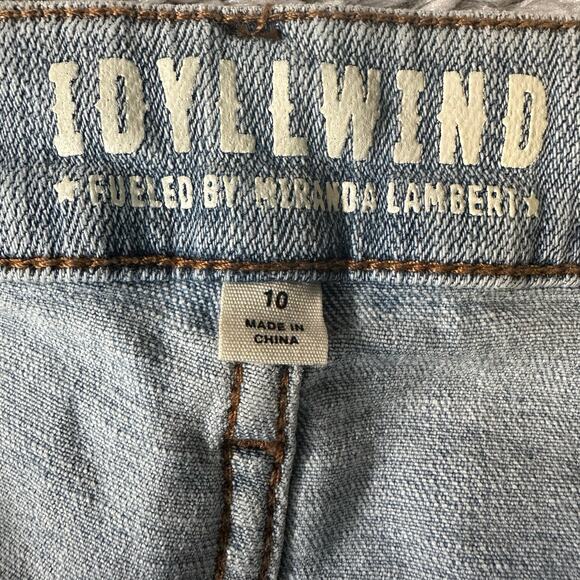 IDYLLWIND
★ FUELED BY MIRANDA LAMBERT ★
10
MADE IN
CHINA